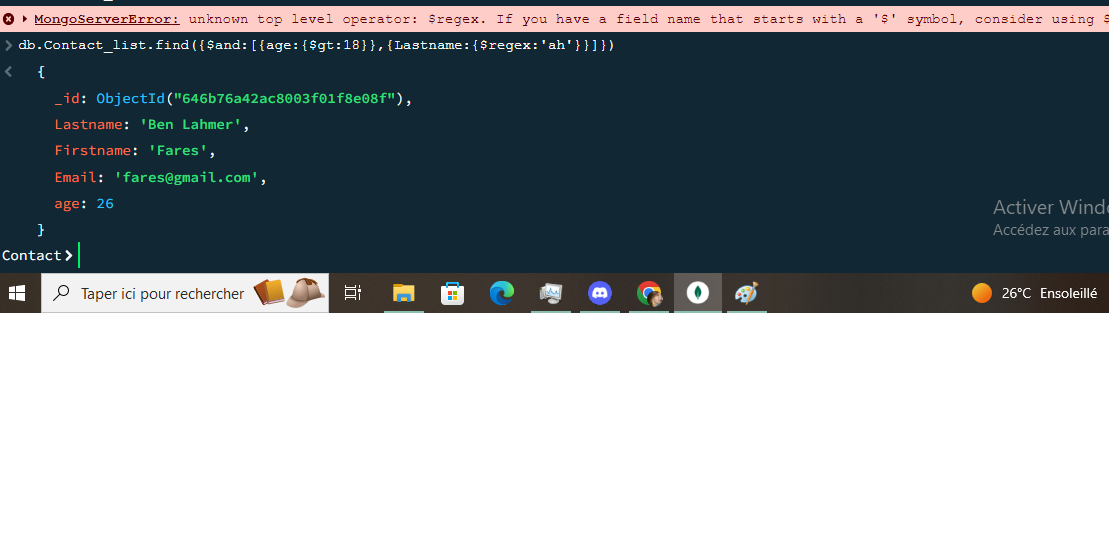 MongoServerError: unknown top level operator: $regex. If you have a field name that starts with a '$' symbol, consider using $
db.Contact_list.find({$and:[{age:{$gt:18}},{Lastname:{$regex:'ah'}}]})
{
_id: ObjectId("646b76a42ac8003f01f8e08f"),
Lastname: 'Ben Lahmer',
Firstname: 'Fares',
Email: 'fares@gmail.com',
age: 26
}
Activer Windo
Accédez aux para
Contact>
Taper ici pour rechercher
26°C Ensoleillé